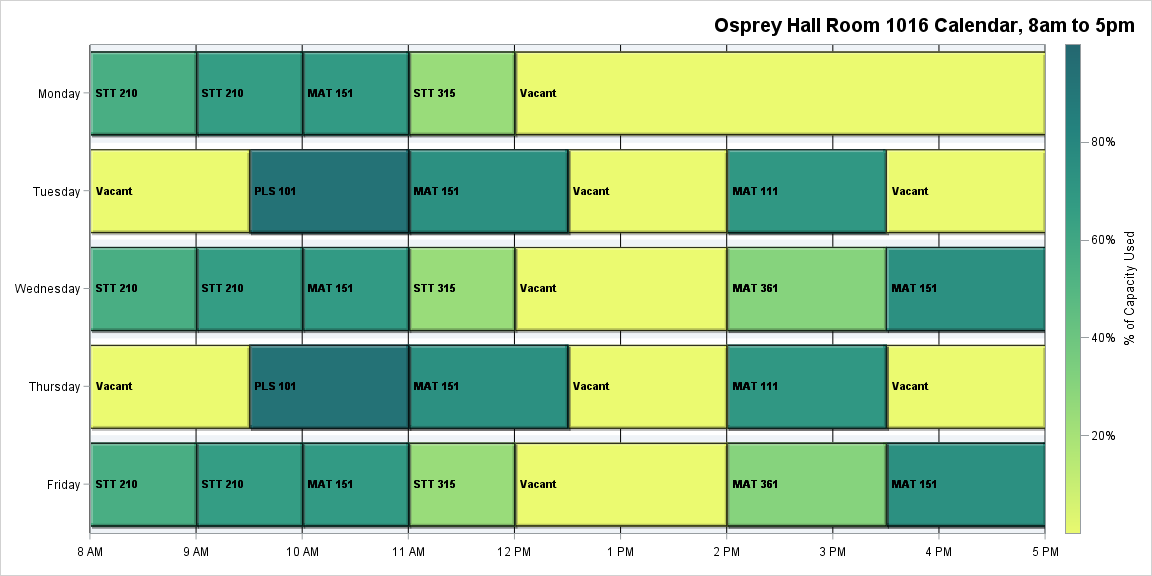 Osprey Hall Room 1016 Calendar, 8am to 5pm
Monday
STT 210
STT 210
MAT 151
STT 315
Vacant
Tuesday
Vacant
PLS 101
MAT 151
Vacant
MAT 111
Vacant
Wednesday
STT 210
STT 210
MAT 151
STT 315
Vacant
MAT 361
MAT 151
Thursday
Vacant
PLS 101
MAT 151
Vacant
MAT 111
Vacant
Friday
STT 210
STT 210
MAT 151
STT 315
Vacant
MAT 361
MAT 151
8 AM
9 AM
10 AM
11 AM
12 PM
1 PM
2 PM
3 PM
4 PM
5 PM
80%
60%
40%
20%
% of Capacity Used